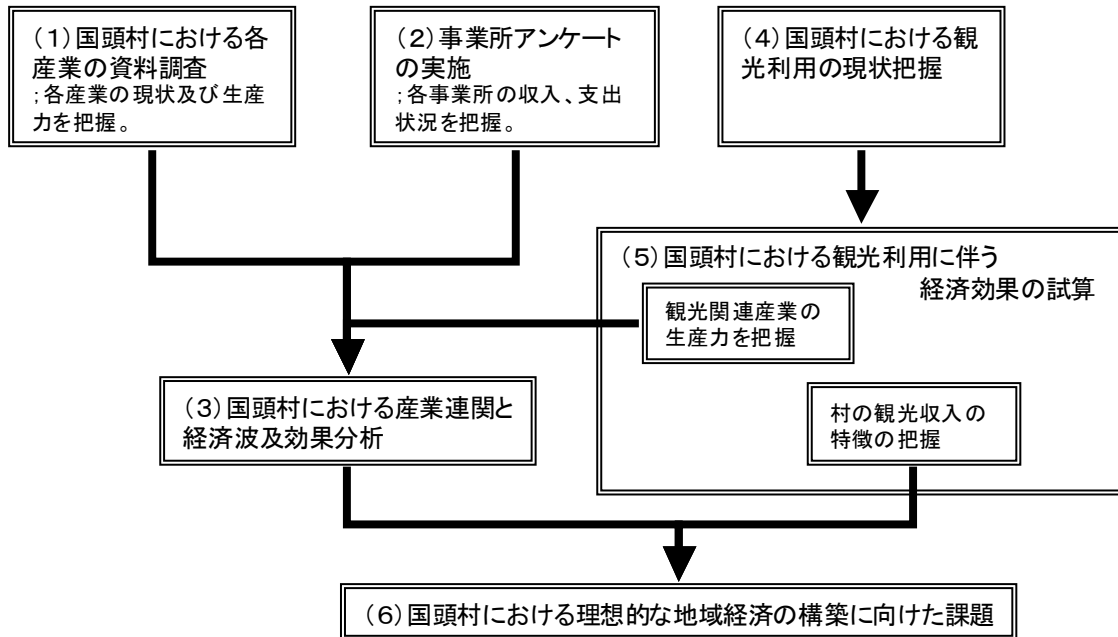 （１）国頭村における各
産業の資料調査
；各産業の現状及び生産
力を把握。
（２）事業所アンケート
の実施
；各事業所の収入、支出
状況を把握。
（４）国頭村における観
光利用の現状把握
（５）国頭村における観光利用に伴う
経済効果の試算
観光関連産業の
生産力を把握
（３）国頭村における産業連関と
経済波及効果分析
村の観光収入の
特徴の把握
（６）国頭村における理想的な地域経済の構築に向けた課題